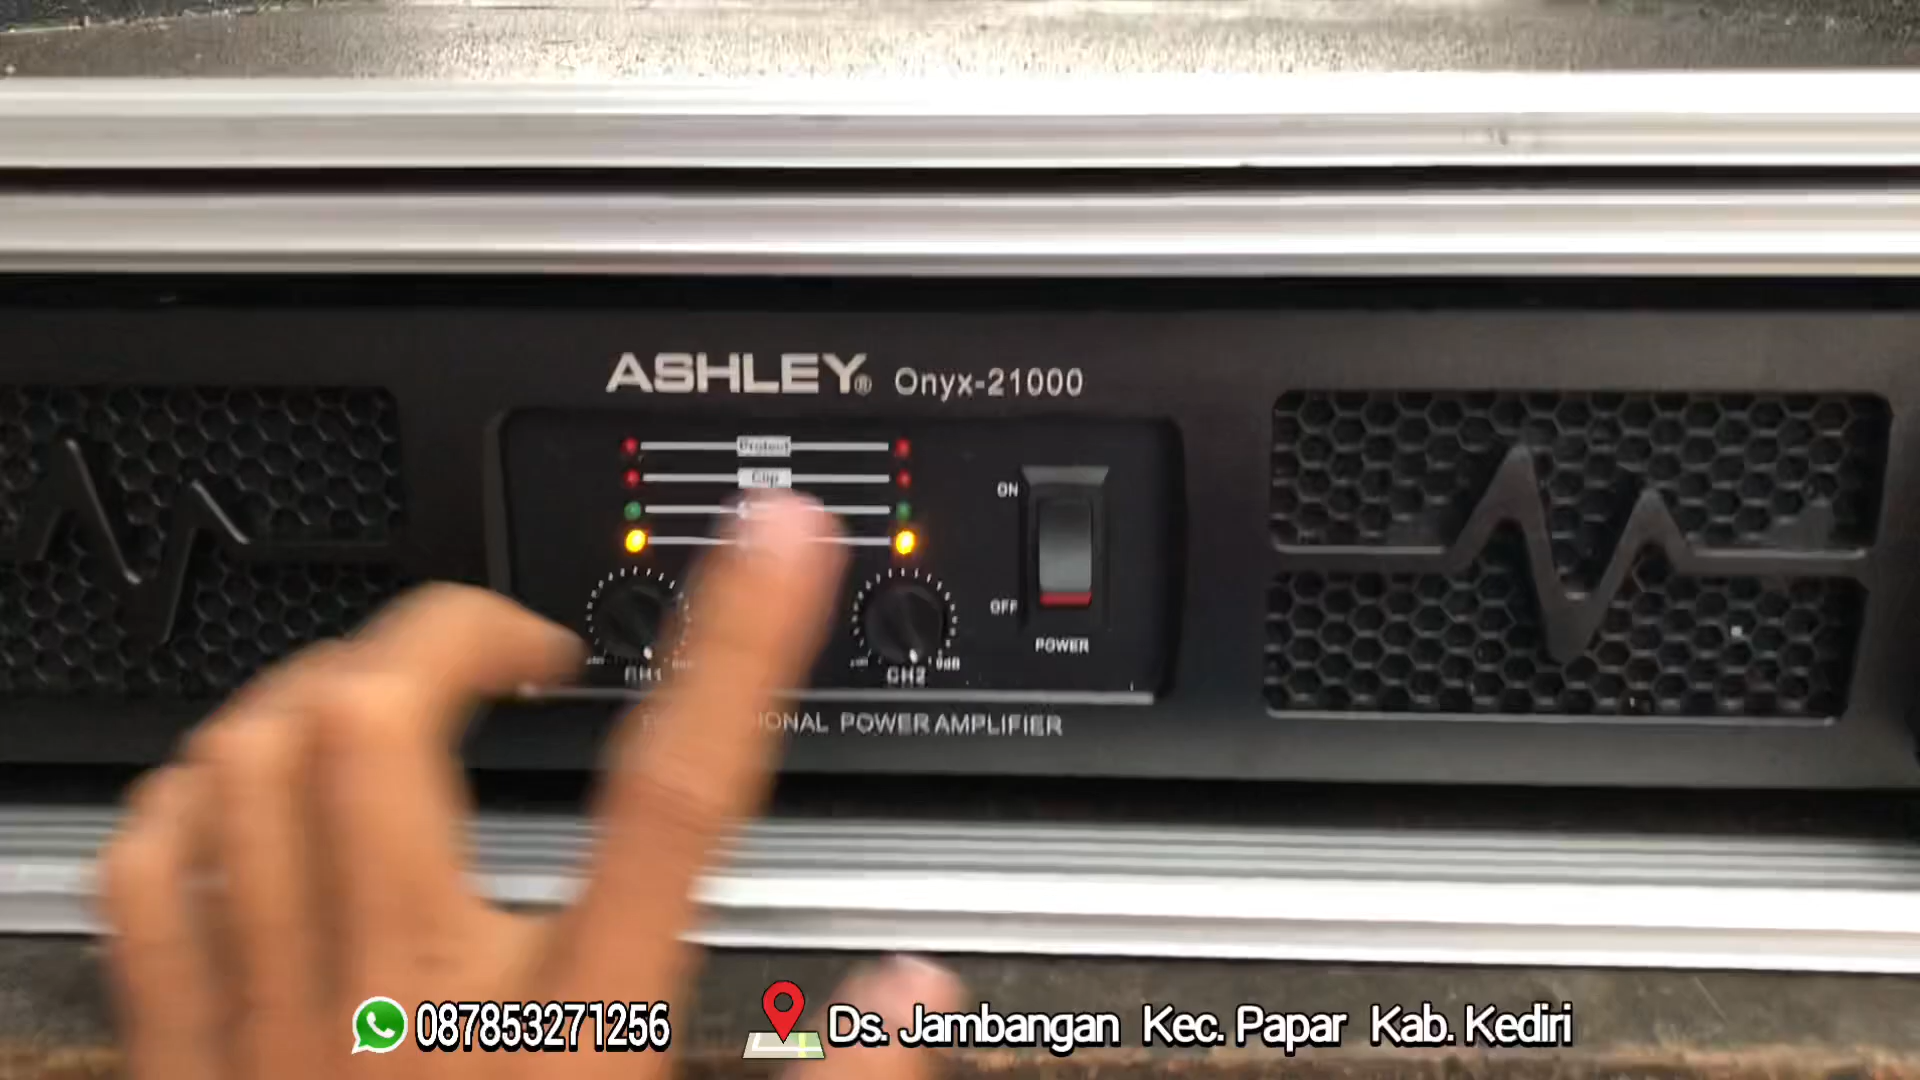 ASHLEY® Onyx-21000
Protect
Clip
ON
OFF
POWER
CH1
0dB
CH2
POWER AMPLIFIER
087853271256
Ds. Jambangan Kec. Papar Kab. Kediri